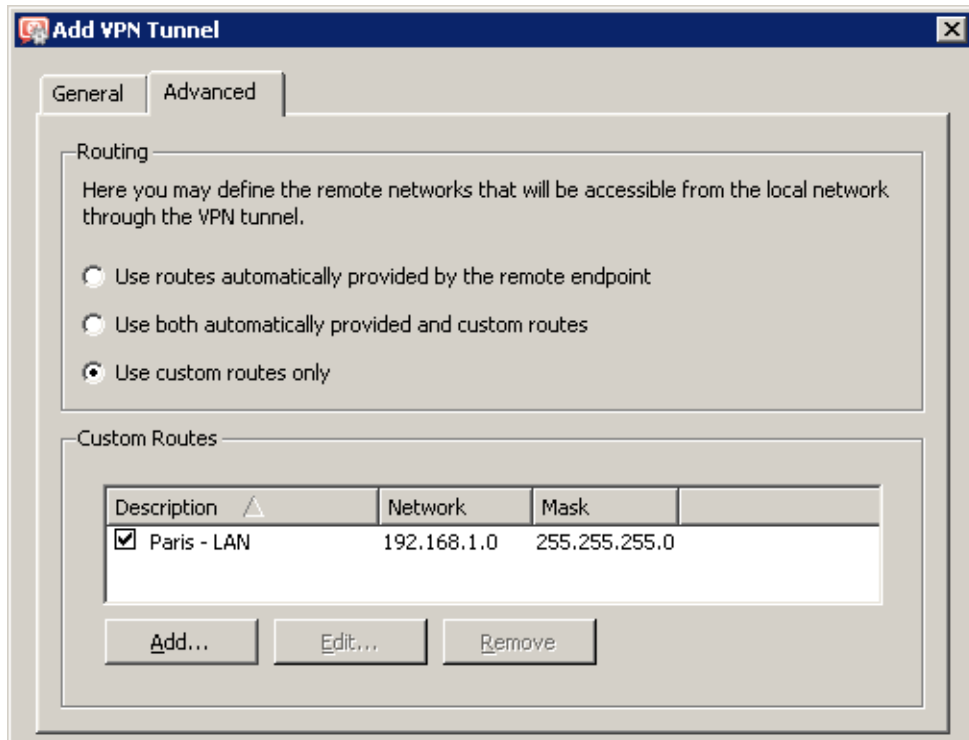 Add VPN Tunnel
General Advanced
Routing
Here you may define the remote networks that will be accessible from the local network
through the VPN tunnel.
Use routes automatically provided by the remote endpoint
Use both automatically provided and custom routes
Use custom routes only
Custom Routes
Description Network Mask
Paris - LAN 192.168.1.0 255.255.255.0
Add... Edit... Remove